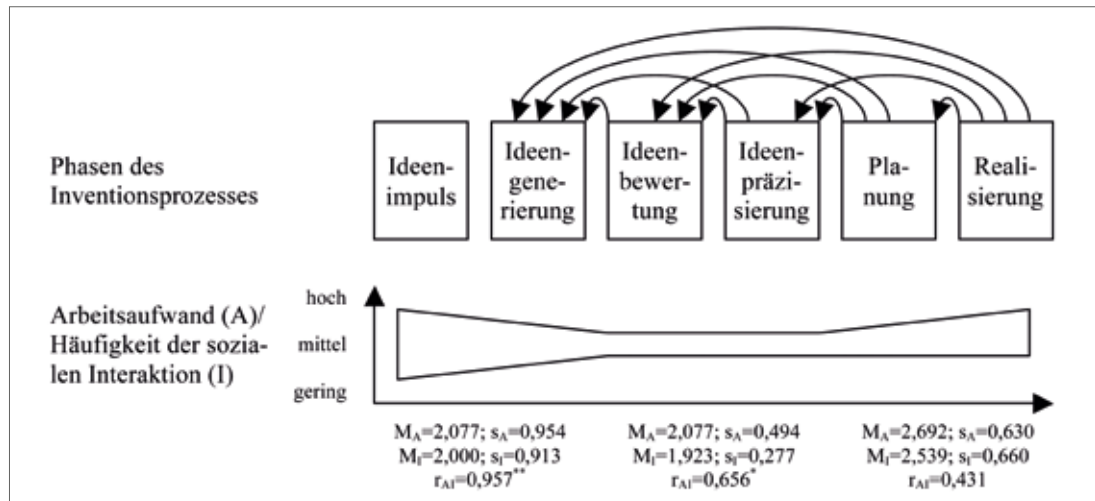 Phasen des
Inventionsprozesses
Ideen-
impuls
Ideen-
gene-
rierung
Ideen-
bewer-
tung
Ideen-
präzi-
sierung
Pla-
nung
Reali-
sierung
Arbeitsaufwand (A)/
Häufigkeit der sozia-
len Interaktion (I)
hoch
mittel
gering
M_A=2,077; s_A=0,954
M_I=2,000; s_I=0,913
r_AI=0,957**
M_A=2,077; s_A=0,494
M_I=1,923; s_I=0,277
r_AI=0,656*
M_A=2,692; s_A=0,630
M_I=2,539; s_I=0,660
r_AI=0,431